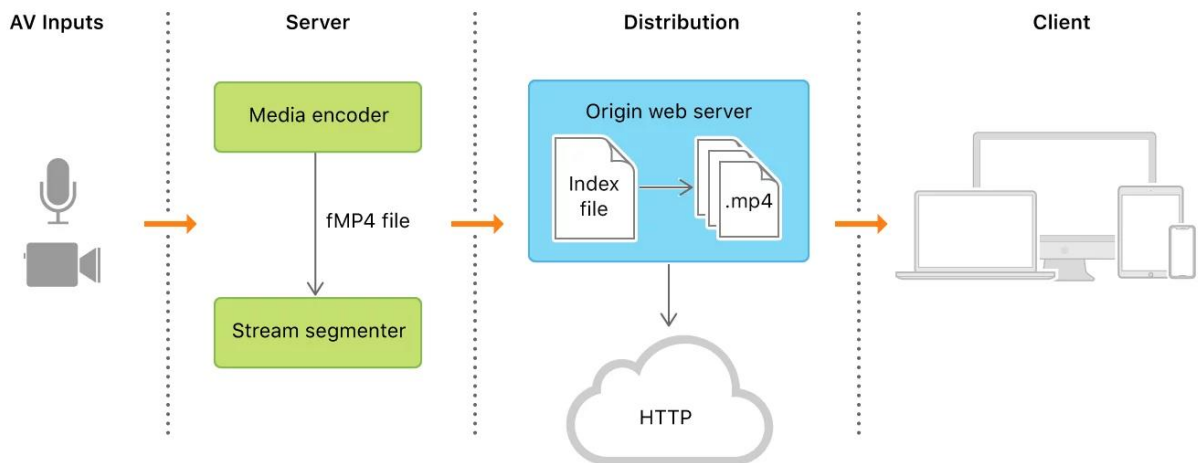 AV Inputs
Server
Distribution
Client
Media encoder
fMP4 file
Stream segmenter
Origin web server
Index
file
.mp4
HTTP